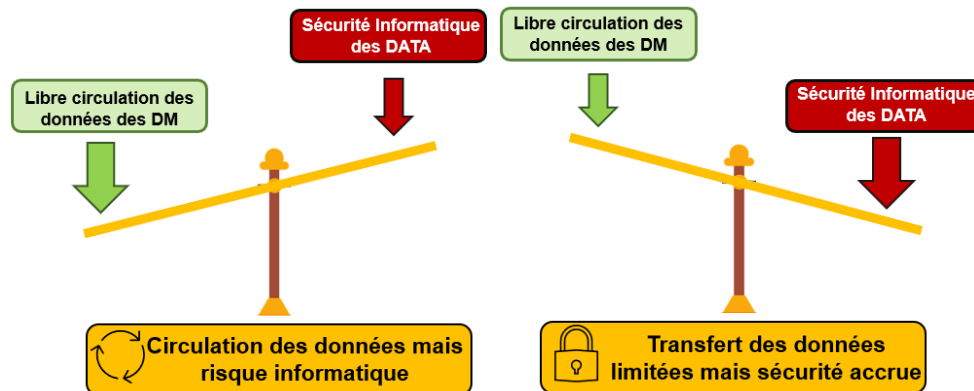 Libre circulation des
données des DM
Sécurité Informatique
des DATA
Circulation des données mais
risque informatique
Libre circulation des
données des DM
Sécurité Informatique
des DATA
Transfert des données
limitées mais sécurité accrue